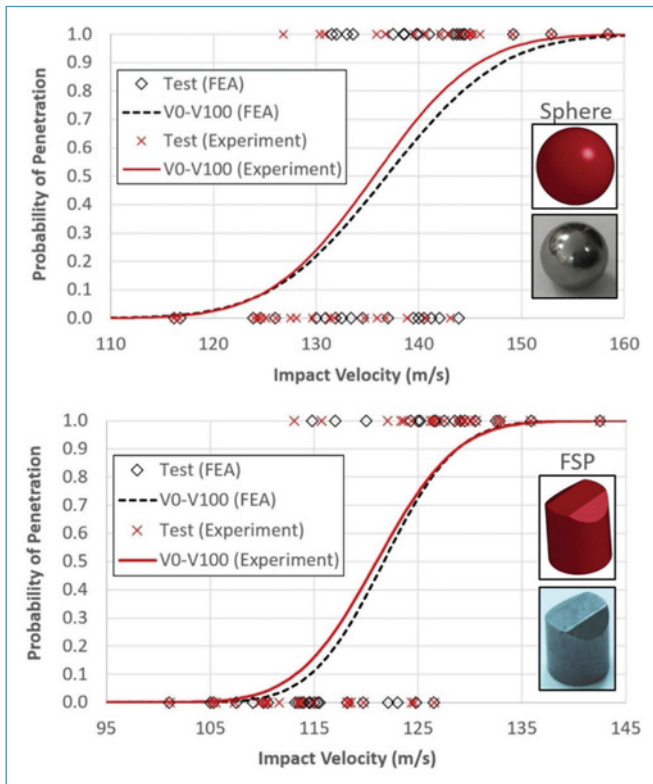 1.0
0.9
0.8
0.7
0.6
0.5
0.4
0.3
0.2
0.1
0.0
Probability of Penetration
Test (FEA)
V0-V100 (FEA)
Test (Experiment)
V0-V100 (Experiment)
Sphere
110 120 130 140 150 160
Impact Velocity (m/s)
1.0
0.9
0.8
0.7
0.6
0.5
0.4
0.3
0.2
0.1
0.0
Probability of Penetration
Test (FEA)
V0-V100 (FEA)
Test (Experiment)
V0-V100 (Experiment)
FSP
95 105 115 125 135 145
Impact Velocity (m/s)